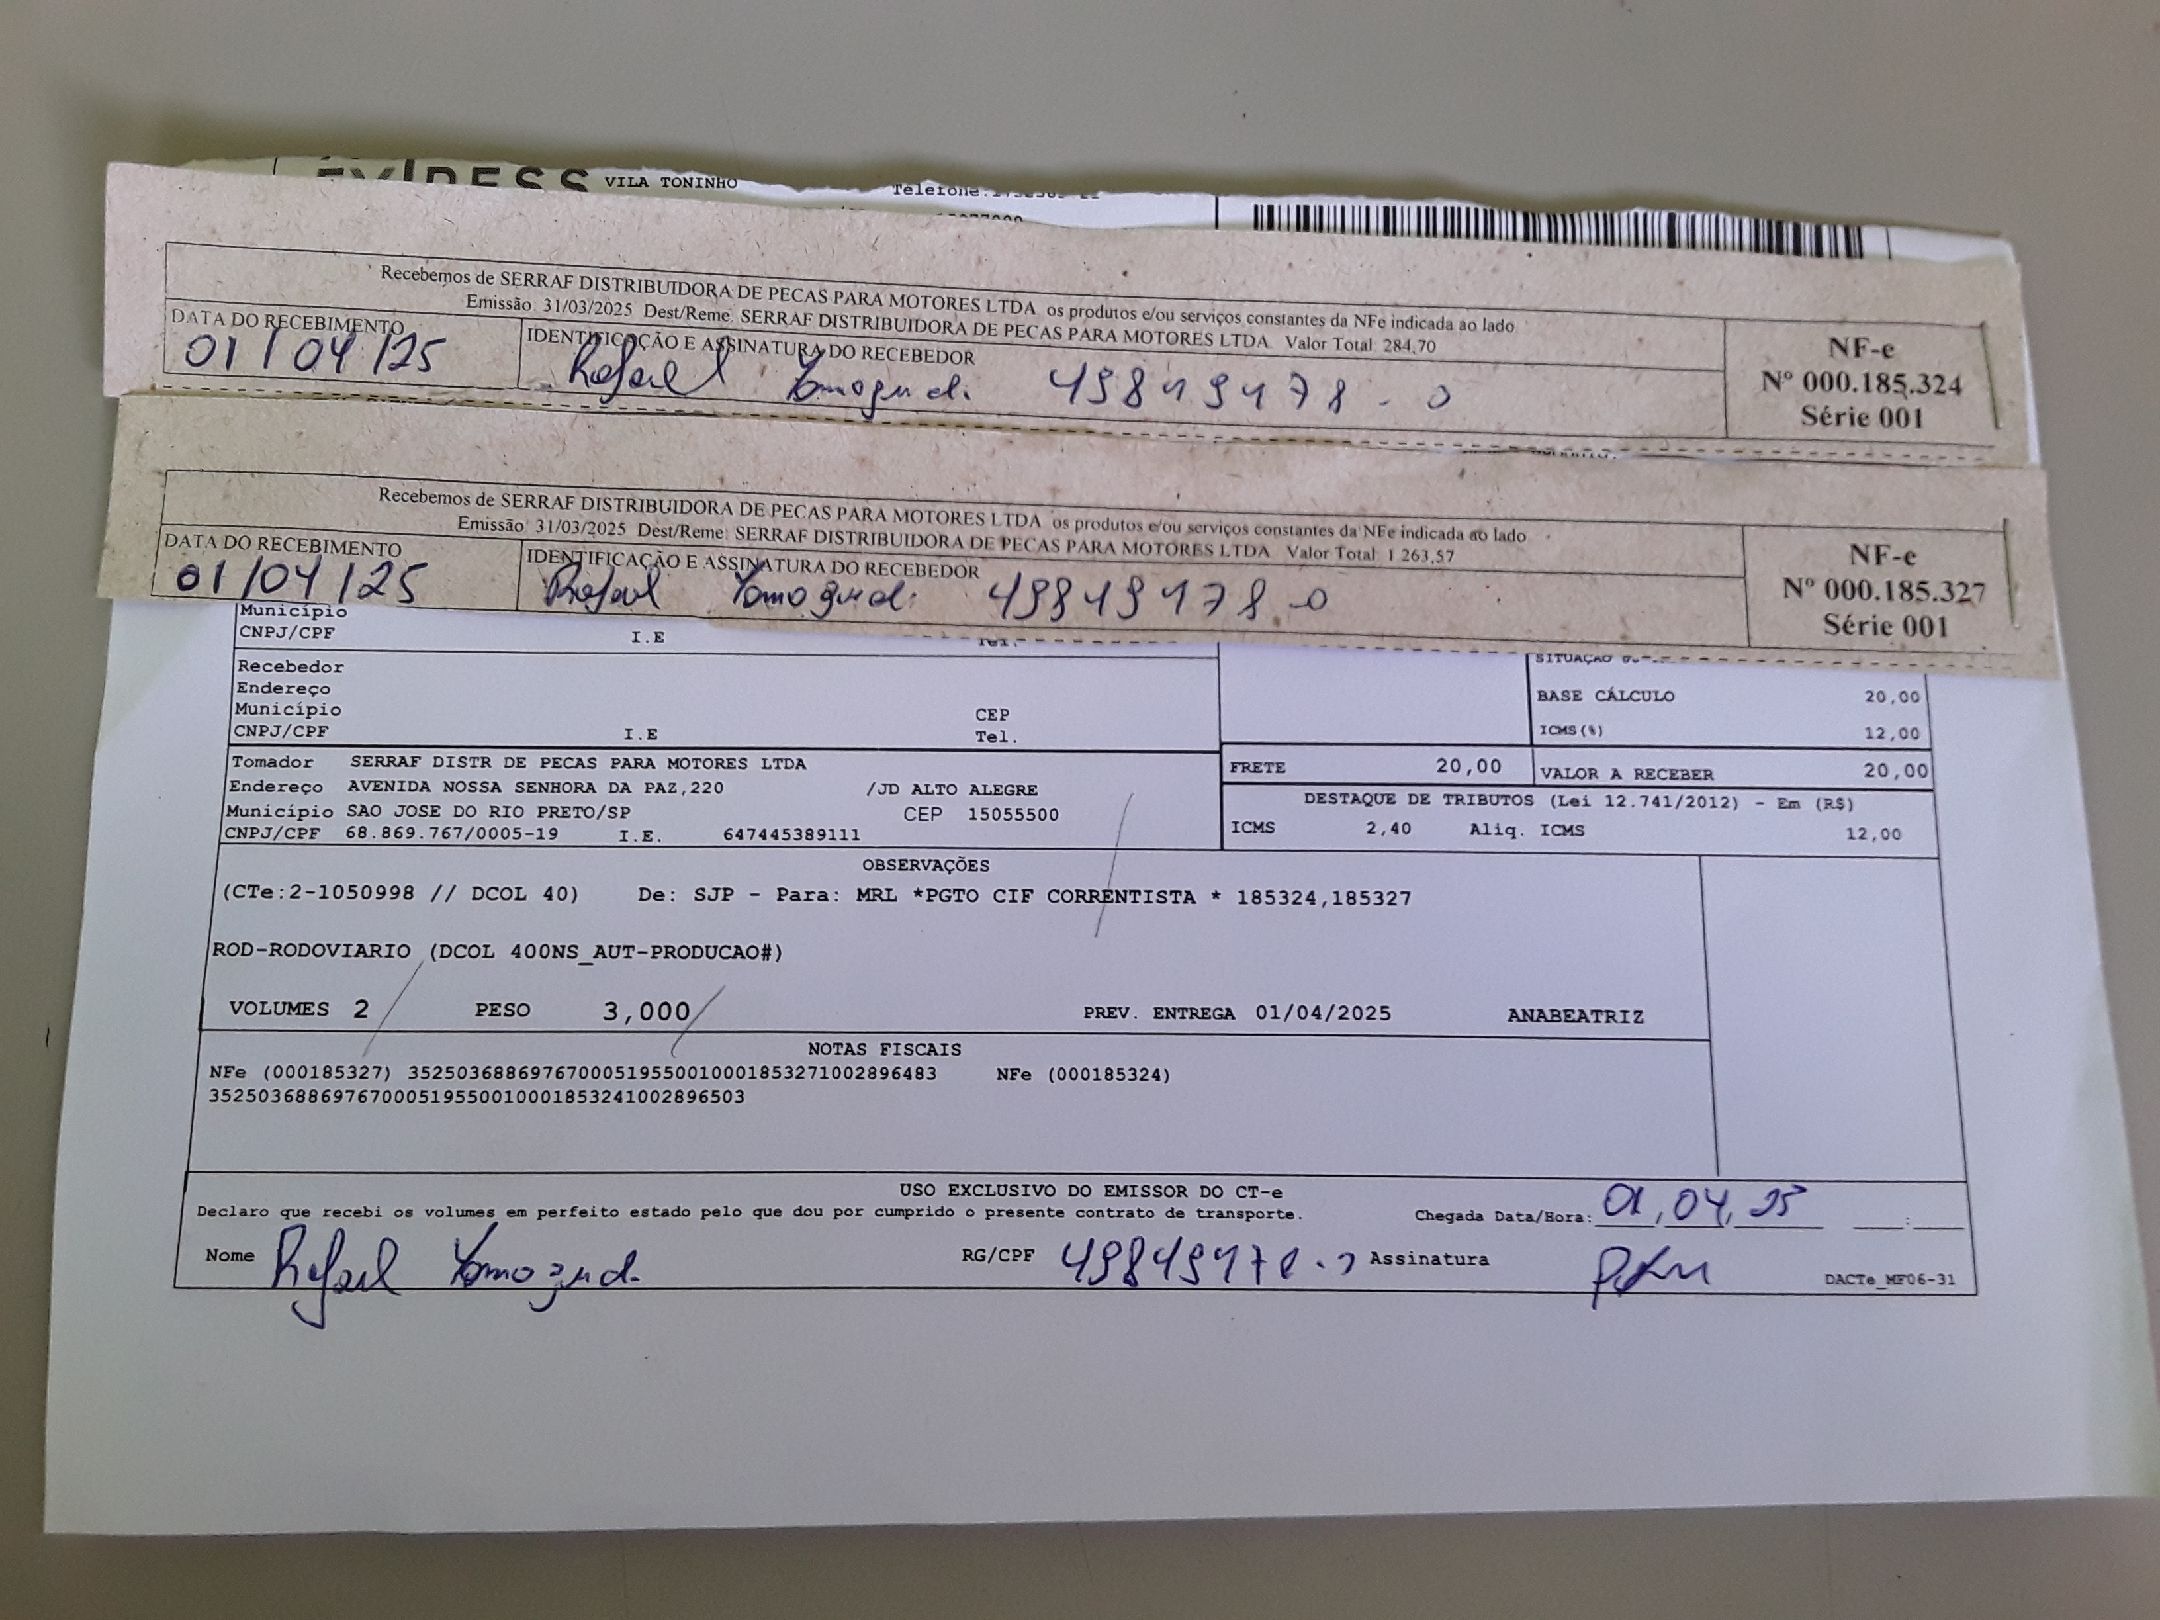 VILA TONINHO
Recebemos de SERRAF DISTRIBUIDORA DE PECAS PARA MOTORES LTDA os produtos e/ou serviços constantes da NFe indicada ao lado
Emissão: 31/03/2025 Dest/Reme: SERRAF DISTRIBUIDORA DE PECAS PARA MOTORES LTDA Valor Total: 284,70
DATA DO RECEBIMENTO
01/04/25
IDENTIFICAÇÃO E ASSINATURA DO RECEBEDOR
Rafael
NF-e
Nº 000.185.324
Série 001
Recebemos de SERRAF DISTRIBUIDORA DE PECAS PARA MOTORES LTDA os produtos e/ou serviços constantes da NFe indicada ao lado
Emissão: 31/03/2025 Dest/Reme: SERRAF DISTRIBUIDORA DE PECAS PARA MOTORES LTDA Valor Total: 1.263,57
DATA DO RECEBIMENTO
01/04/25
IDENTIFICAÇÃO E ASSINATURA DO RECEBEDOR
Rafael
NF-e
Nº 000.185.327
Série 001
Município
CNPJ/CPF I.E Tel.
Recebedor
Endereço
Município CEP
CNPJ/CPF I.E Tel.
SITUAÇÃO
BASE CÁLCULO 20,00
ICMS(%) 12,00
Tomador SERRAF DISTR DE PECAS PARA MOTORES LTDA
Endereço AVENIDA NOSSA SENHORA DA PAZ,220 /JD ALTO ALEGRE
Município SAO JOSE DO RIO PRETO/SP CEP 15055500
CNPJ/CPF 68.869.767/0005-19 I.E. 647445389111
FRETE 20,00 VALOR A RECEBER 20,00
DESTAQUE DE TRIBUTOS (Lei 12.741/2012) - Em (R$)
ICMS 2,40 Aliq. ICMS 12,00
OBSERVAÇÕES
(CTe:2-1050998 // DCOL 40) De: SJP - Para: MRL *PGTO CIF CORRENTISTA * 185324,185327
ROD-RODOVIARIO (DCOL 400NS_AUT-PRODUCAO#)
VOLUMES 2 PESO 3,000 PREV. ENTREGA 01/04/2025 ANABEATRIZ
NOTAS FISCAIS
NFe (000185327) 35250368869767000519550010001853271002896483 NFe (000185324)
35250368869767000519550010001853241002896503
USO EXCLUSIVO DO EMISSOR DO CT-e
Declaro que recebi os volumes em perfeito estado pelo que dou por cumprido o presente contrato de transporte. Chegada Data/Hora: 01,04,25
Nome Rafael RG/CPF Assinatura
DACTe_MF06-31